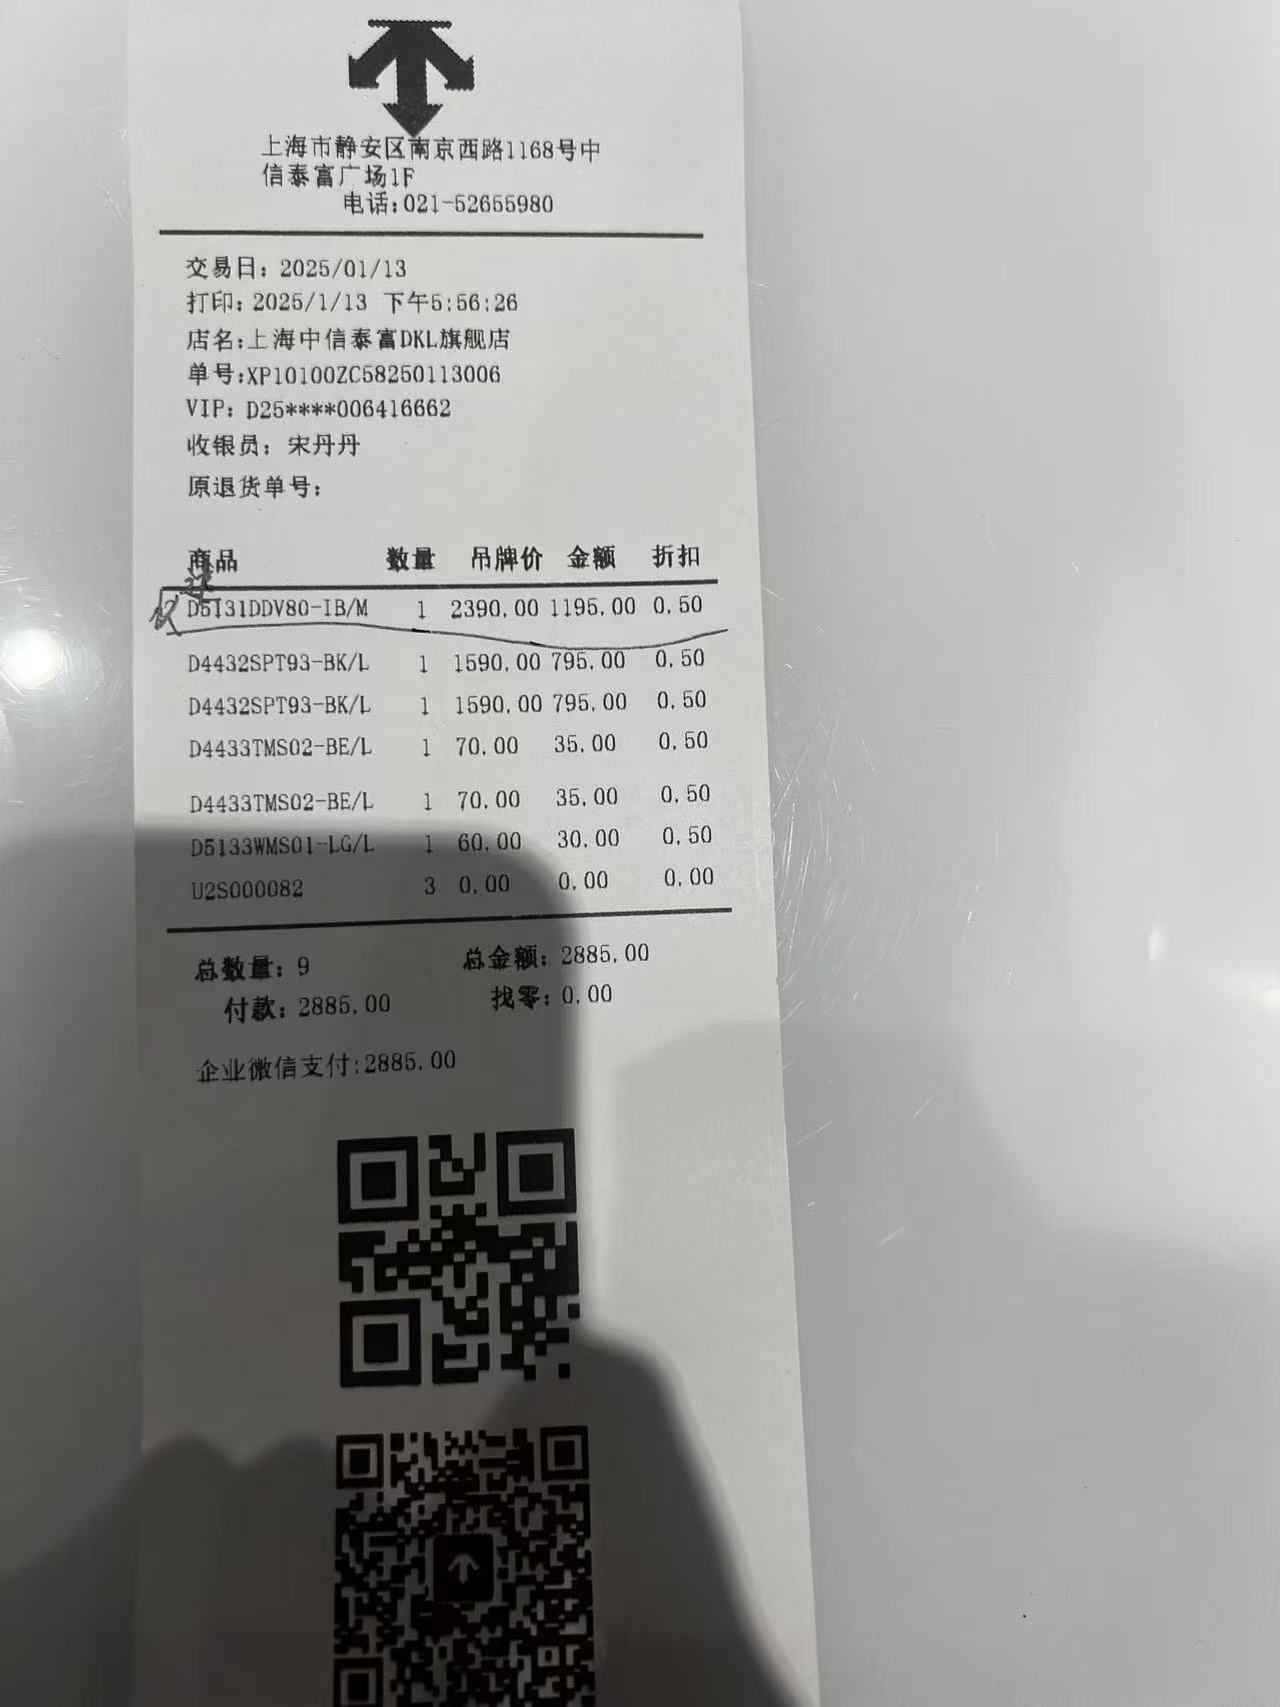 上海市静安区南京西路1168号中
信泰富广场1F
电话:021-52655980
交易日: 2025/01/13
打印: 2025/1/13 下午5:56:26
店名:上海中信泰富DKL旗舰店
单号:XP10100ZC58250113006
VIP: D25****006416662
收银员: 宋丹丹
原退货单号:
商品 数量 吊牌价 金额 折扣
D5131DDV80-IB/M 1 2390.00 1195.00 0.50
D4432SPT93-BK/L 1 1590.00 795.00 0.50
D4432SPT93-BK/L 1 1590.00 795.00 0.50
D4433TMS02-BE/L 1 70.00 35.00 0.50
D4433TMS02-BE/L 1 70.00 35.00 0.50
D5133WMS01-LG/L 1 60.00 30.00 0.50
U2S000082 3 0.00 0.00 0.00
总数量: 9 总金额: 2885.00
付款: 2885.00 找零: 0.00
企业微信支付:2885.00